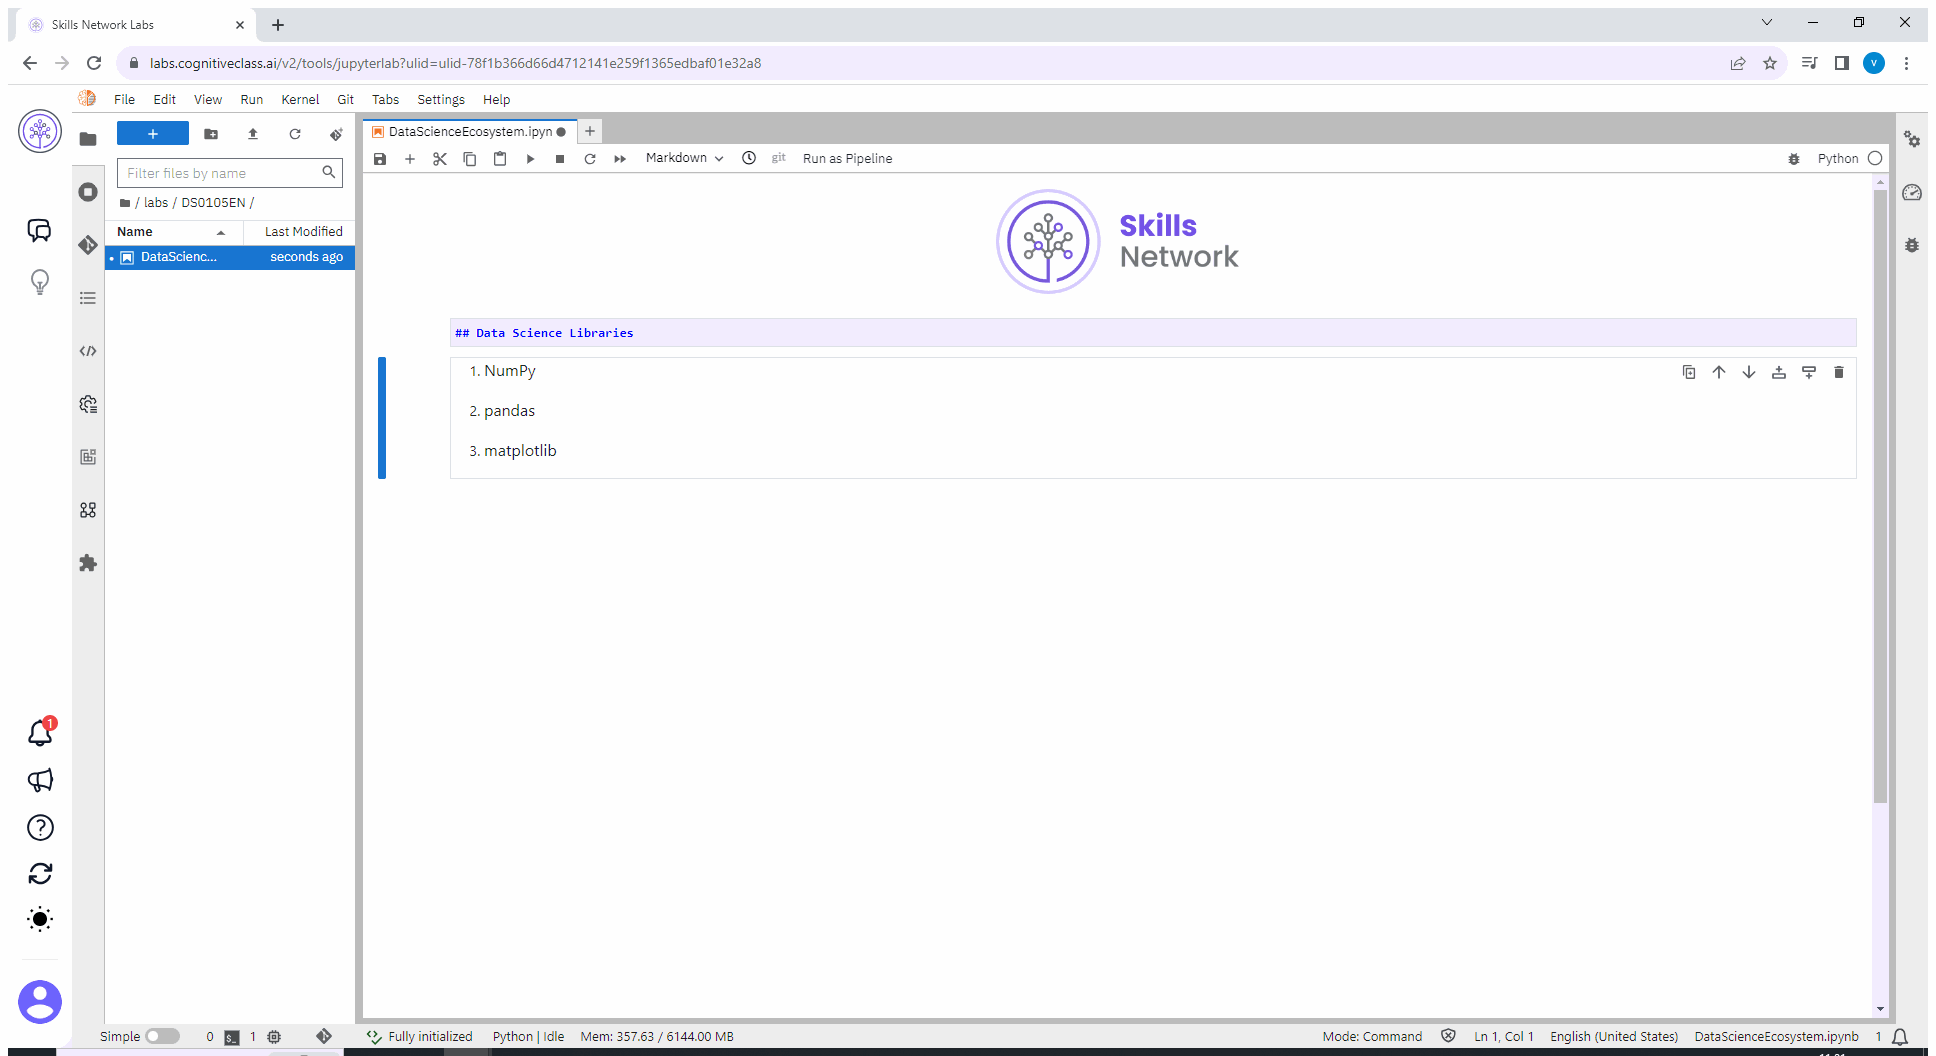 Skills Network Labs
labs.cognitiveclass.ai/v2/tools/jupyterlab?ulid=ulid-78f1b366d66d4712141e259f1365edbaf01e32a8
V
File Edit View Run Kernel Git Tabs Settings Help
DataScienceEcosystem.ipyn
Filter files by name
Markdown
git
Run as Pipeline
Python
/ labs / DS0105EN /
Name
Last Modified
DataScienc...
seconds ago
Skills
Network
## Data Science Libraries
1. NumPy
2. pandas
3. matplotlib
1
Simple
0
1
Fully initialized
Python | Idle
Mem: 357.63 / 6144.00 MB
Mode: Command
Ln 1, Col 1
English (United States)
DataScienceEcosystem.ipynb
1